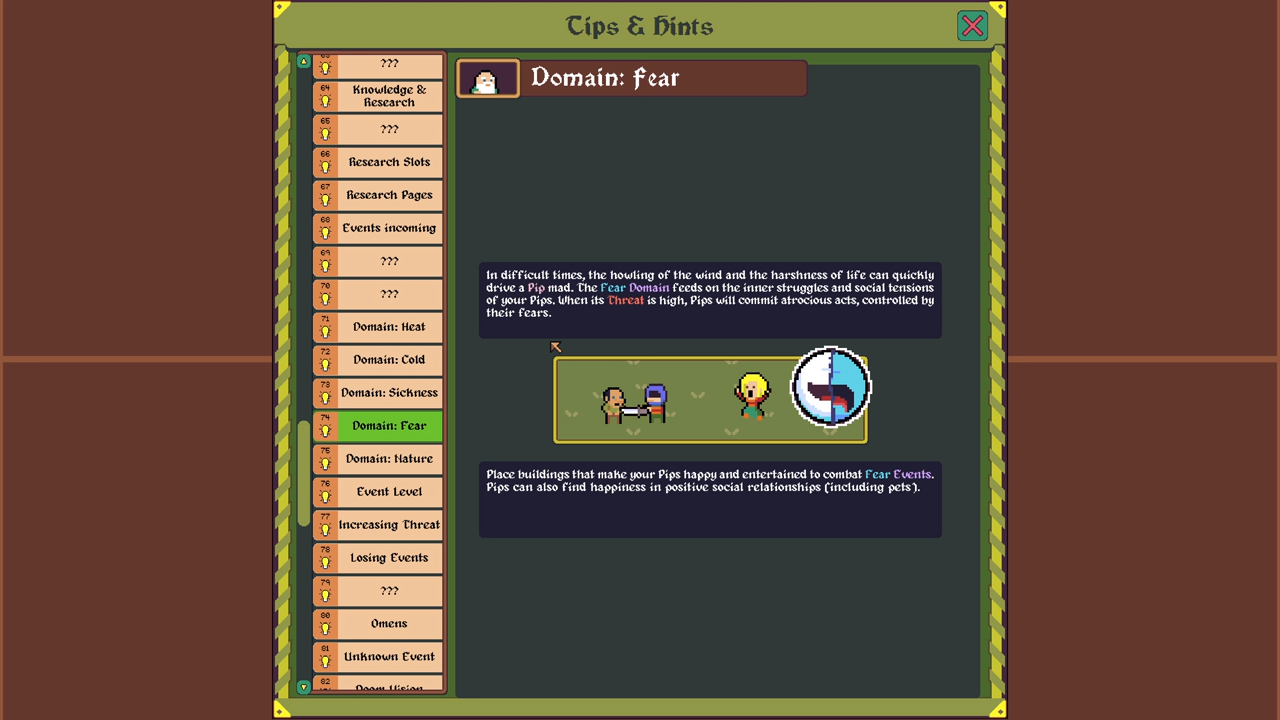 Tips & Hints
???
64
Knowledge &
Research
65
???
66
Research Slots
67
Research Pages
68
Events incoming
69
???
70
???
71
Domain: Heat
72
Domain: Cold
73
Domain: Sickness
74
Domain: Fear
75
Domain: Nature
76
Event Level
77
Increasing Threat
78
Losing Events
79
???
80
Omens
81
Unknown Event
82
Doom Vision
Domain: Fear
In difficult times, the howling of the wind and the harshness of life can quickly
drive a Pip mad. The Fear Domain feeds on the inner struggles and social tensions
of your Pips. When its Threat is high, Pips will commit atrocious acts, controlled by
their fears.
Place buildings that make your Pips happy and entertained to combat Fear Events.
Pips can also find happiness in positive social relationships (including pets).